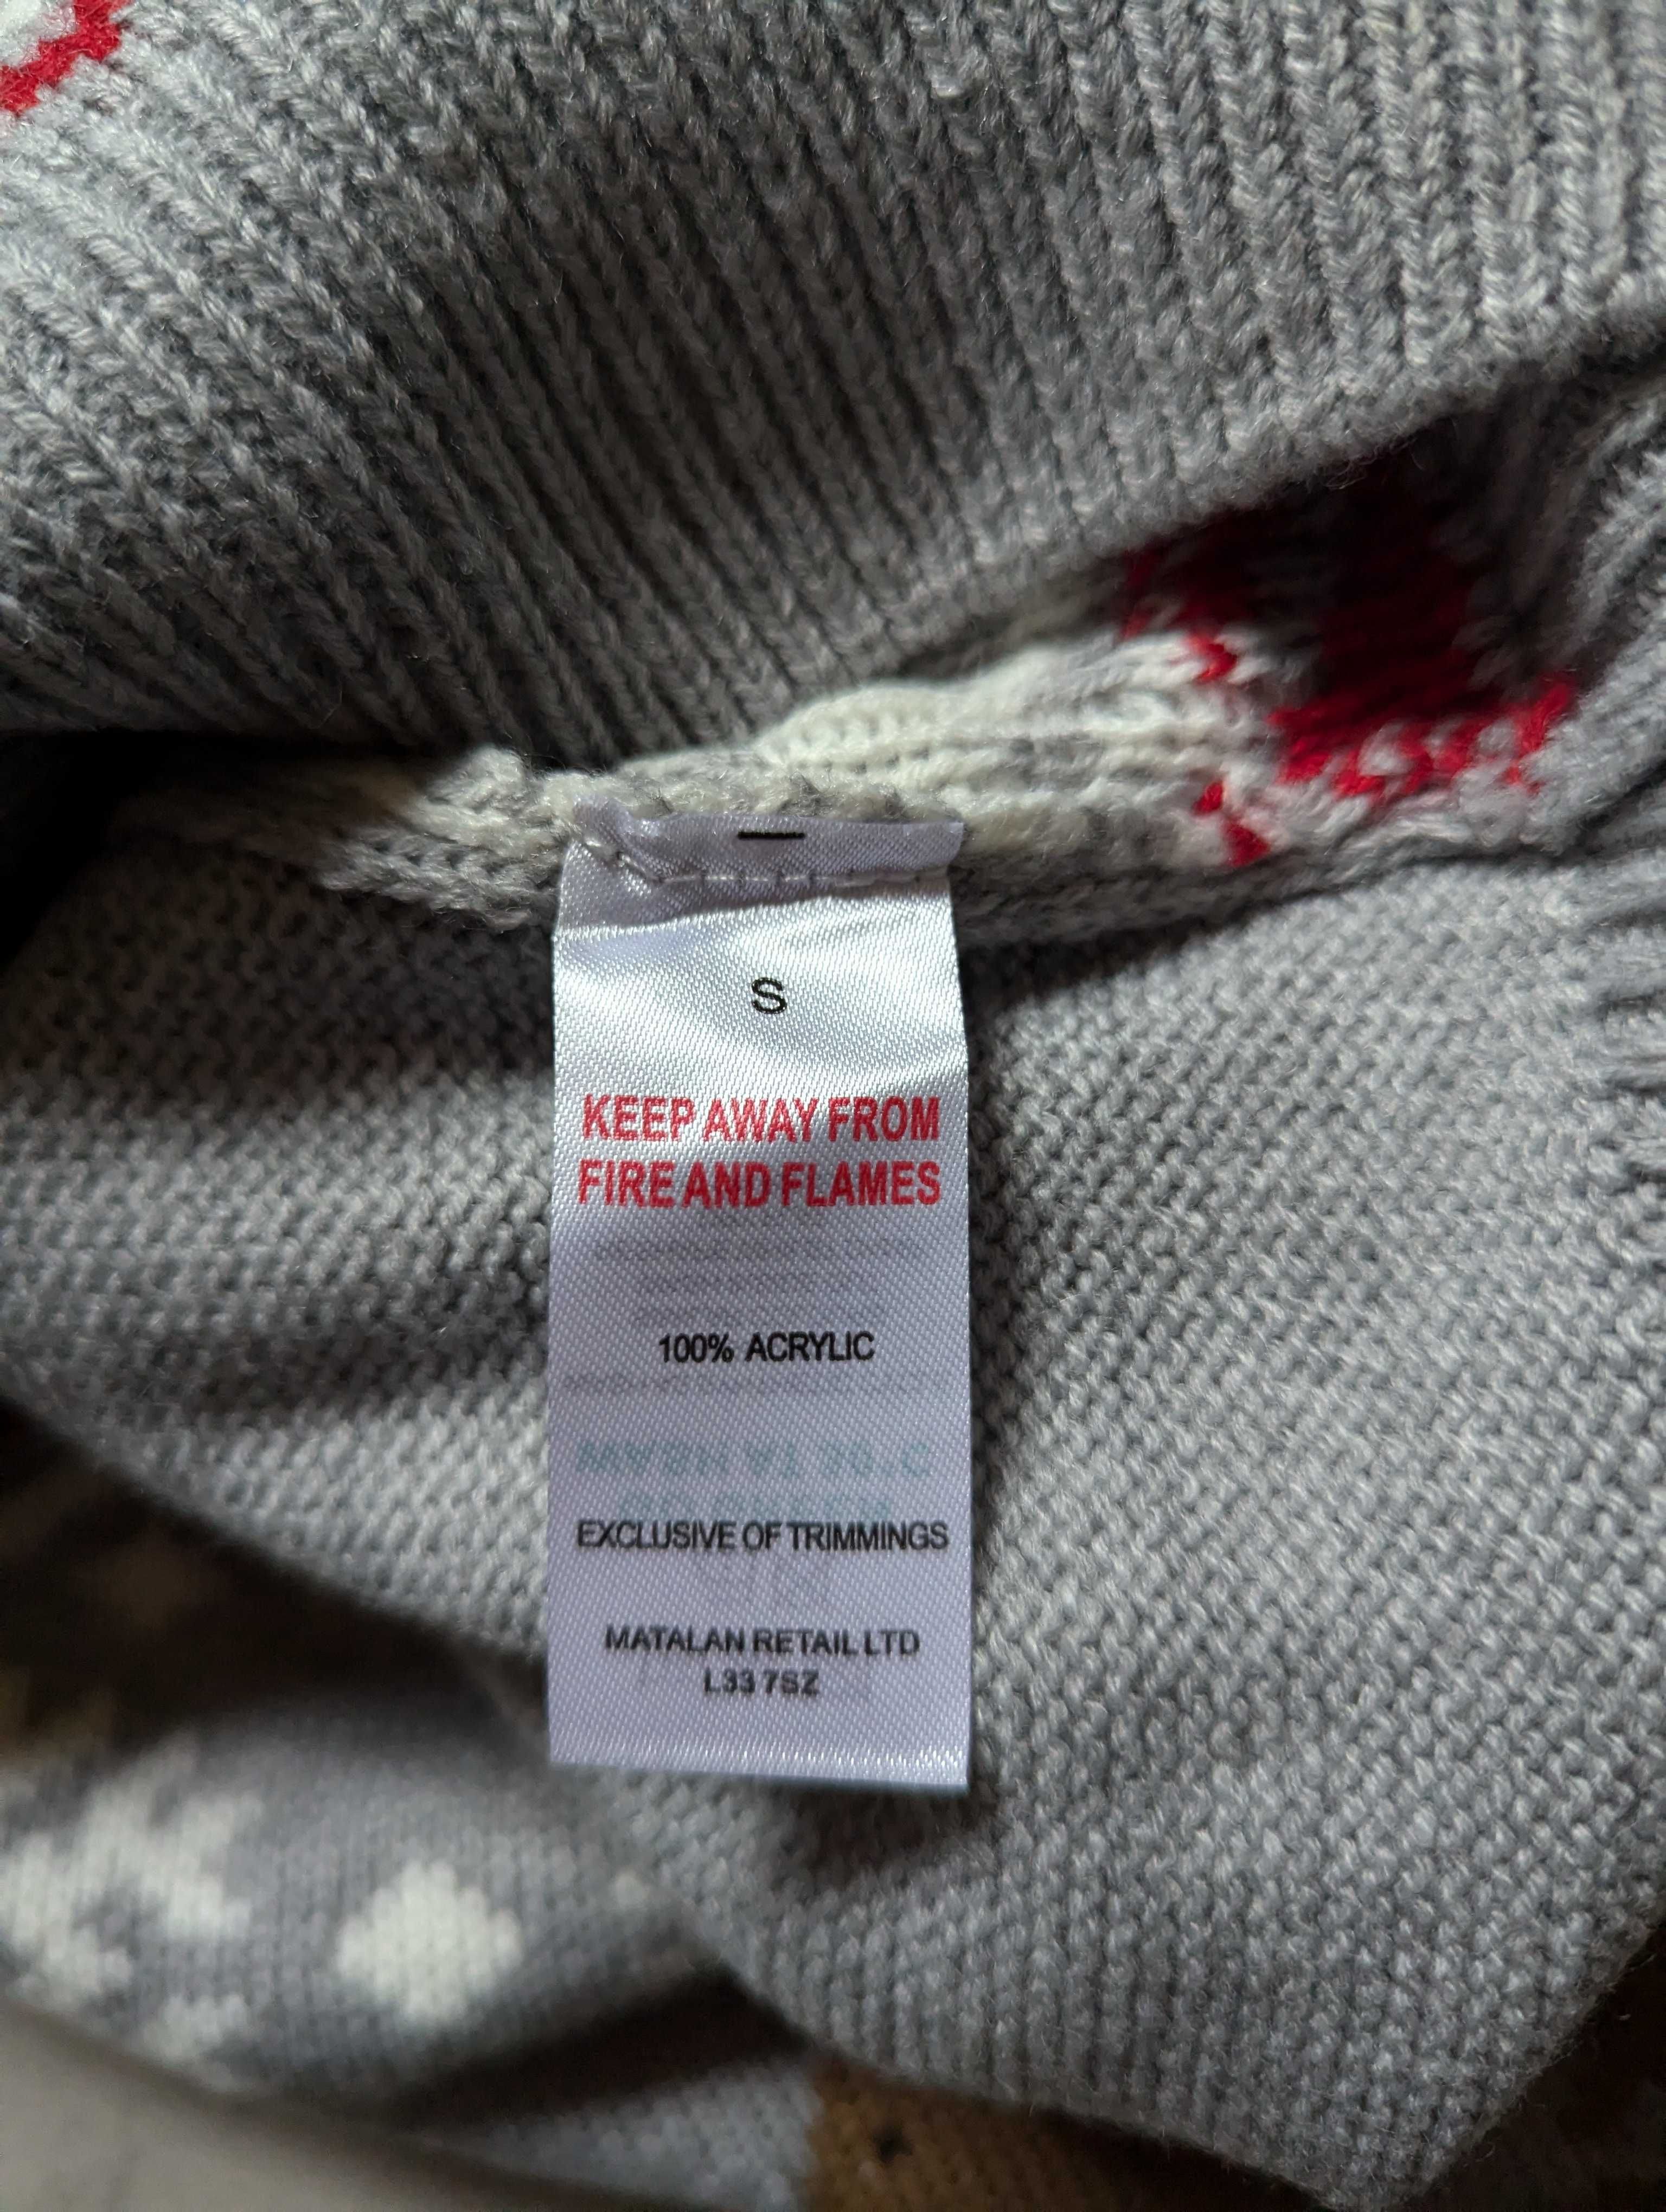 S
KEEP AWAY FROM
FIRE AND FLAMES
100% ACRYLIC
EXCLUSIVE OF TRIMMINGS
MATALAN RETAIL LTD
L33 7SZ